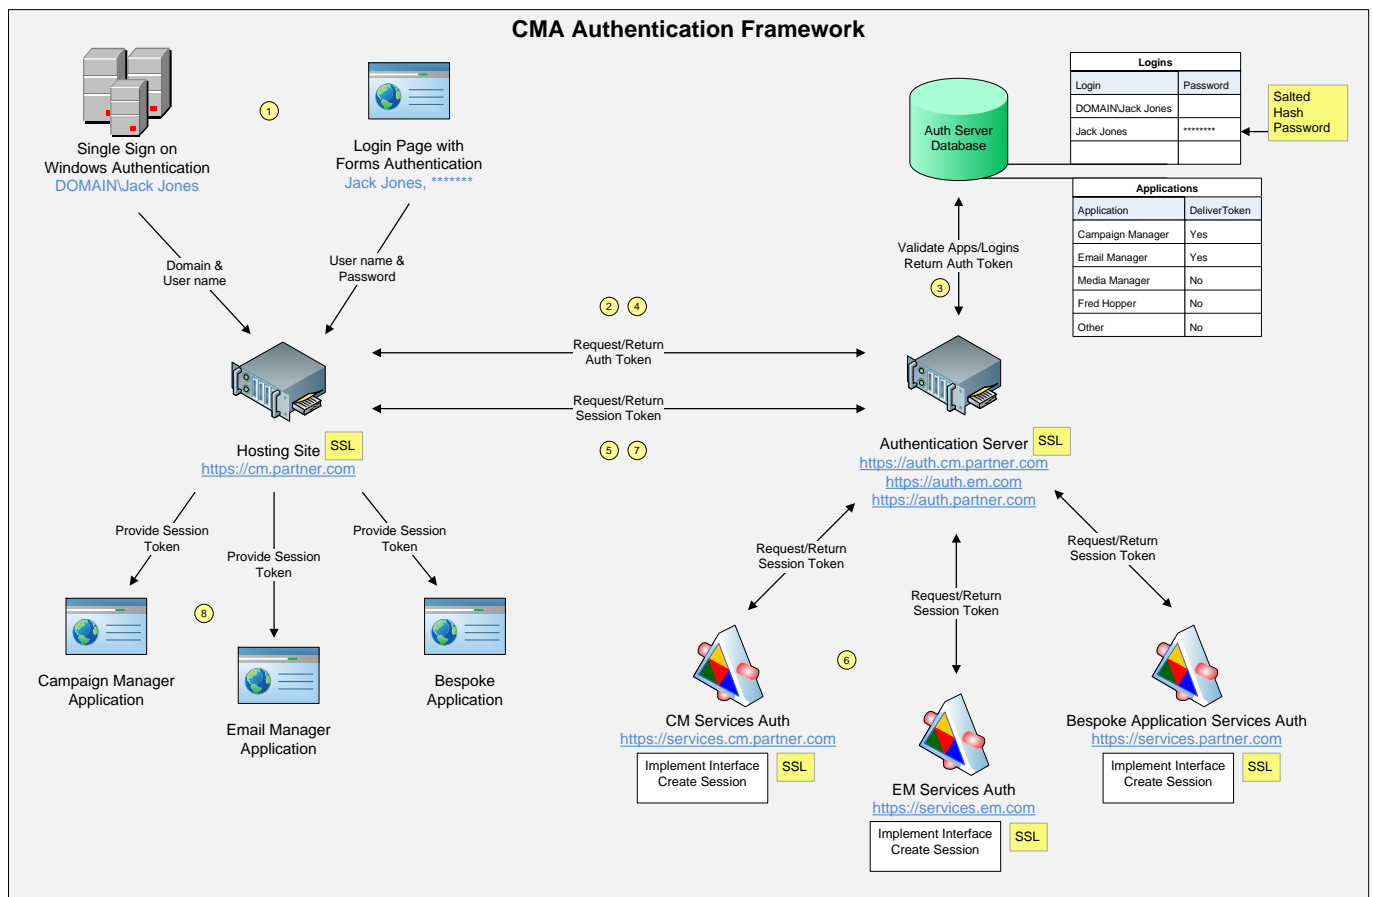 CMA Authentication Framework
1
Single Sign on
Windows Authentication
DOMAIN\Jack Jones
Login Page with
Forms Authentication
Jack Jones, *******
Auth Server
Database
Logins
Login Password
DOMAIN\Jack Jones
Jack Jones ********
Salted
Hash
Password
Applications
Application DeliverToken
Campaign Manager Yes
Email Manager Yes
Media Manager No
Fred Hopper No
Other No
Domain &
User name
User name &
Password
Validate Apps/Logins
Return Auth Token
3
2 4
Request/Return
Auth Token
Request/Return
Session Token
5 7
Hosting Site
SSL
https://cm.partner.com
Authentication Server
SSL
https://auth.cm.partner.com
https://auth.em.com
https://auth.partner.com
Provide Session
Token
Provide Session
Token
Provide Session
Token
8
Campaign Manager
Application
Email Manager
Application
Bespoke
Application
Request/Return
Session Token
Request/Return
Session Token
Request/Return
Session Token
6
CM Services Auth
https://services.cm.partner.com
Implement Interface
Create Session
SSL
EM Services Auth
https://services.em.com
Implement Interface
Create Session
SSL
Bespoke Application Services Auth
https://services.partner.com
Implement Interface
Create Session
SSL